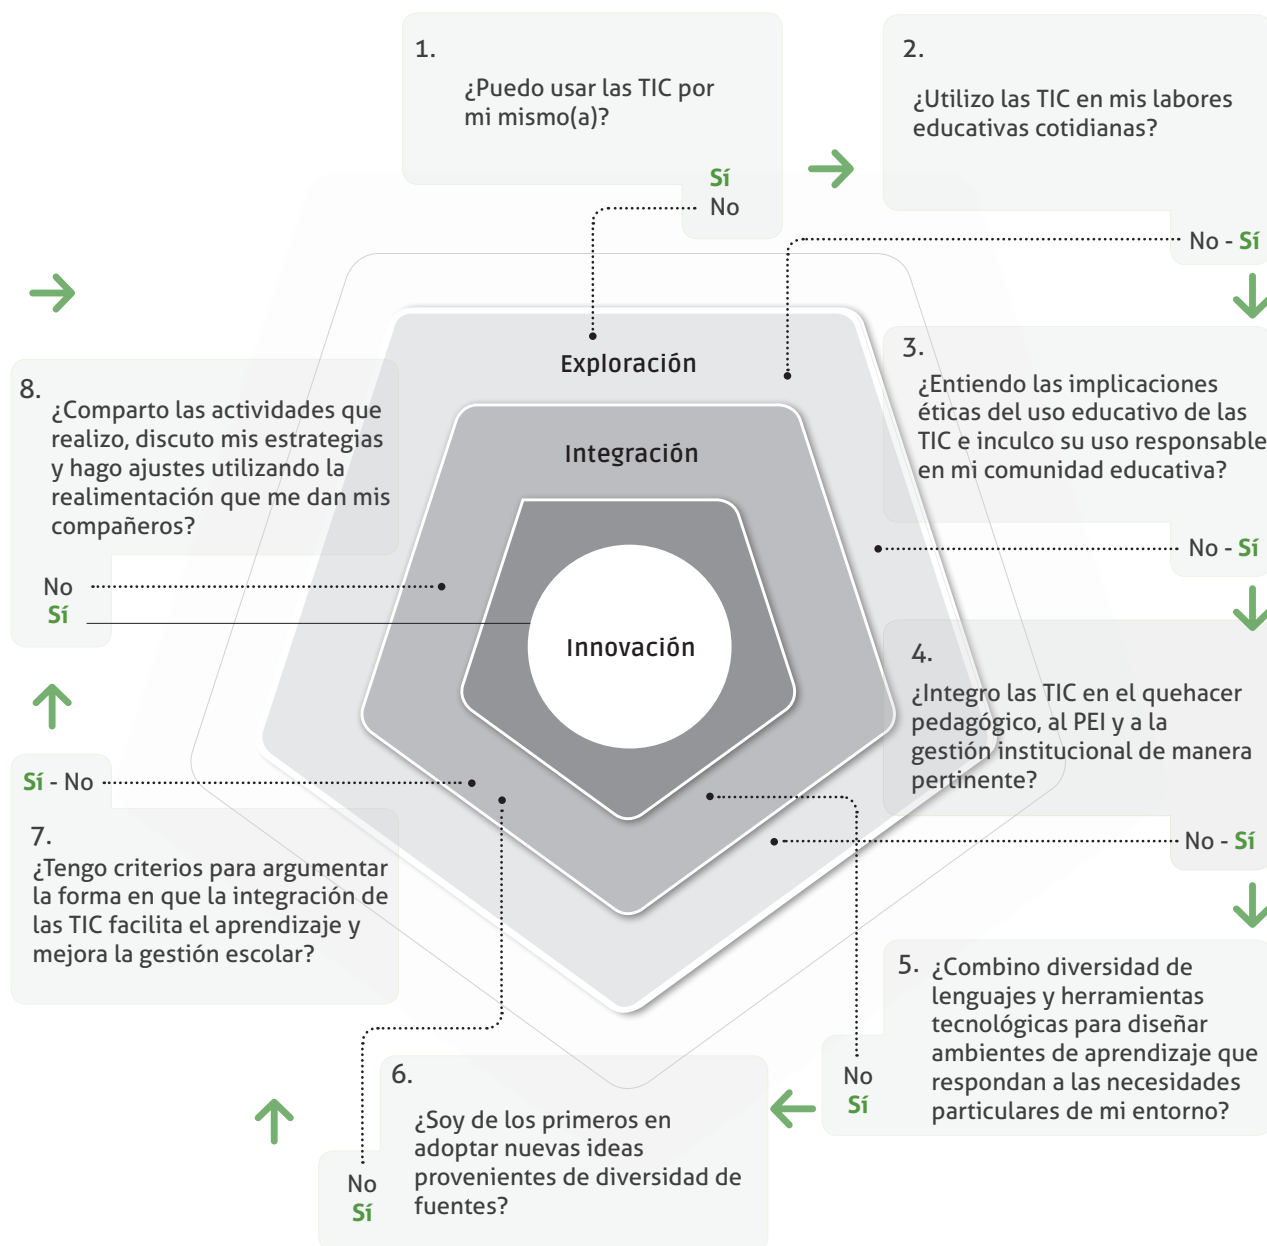 1.
¿Puedo usar las TIC por
mi mismo(a)?
Sí
No
2.
¿Utilizo las TIC en mis labores
educativas cotidianas?
No - Sí
3.
¿Entiendo las implicaciones
éticas del uso educativo de las
TIC e inculco su uso responsable
en mi comunidad educativa?
No - Sí
4.
¿Integro las TIC en el quehacer
pedagógico, al PEI y a la
gestión institucional de manera
pertinente?
No - Sí
5. ¿Combino diversidad de
lenguajes y herramientas
tecnológicas para diseñar
ambientes de aprendizaje que
respondan a las necesidades
particulares de mi entorno?
No
Sí
6.
¿Soy de los primeros en
adoptar nuevas ideas
provenientes de diversidad de
fuentes?
No
Sí
Sí - No
7.
¿Tengo criterios para argumentar
la forma en que la integración de
las TIC facilita el aprendizaje y
mejora la gestión escolar?
8.
¿Comparto las actividades que
realizo, discuto mis estrategias
y hago ajustes utilizando la
realimentación que me dan mis
compañeros?
No
Sí
Exploración
Integración
Innovación